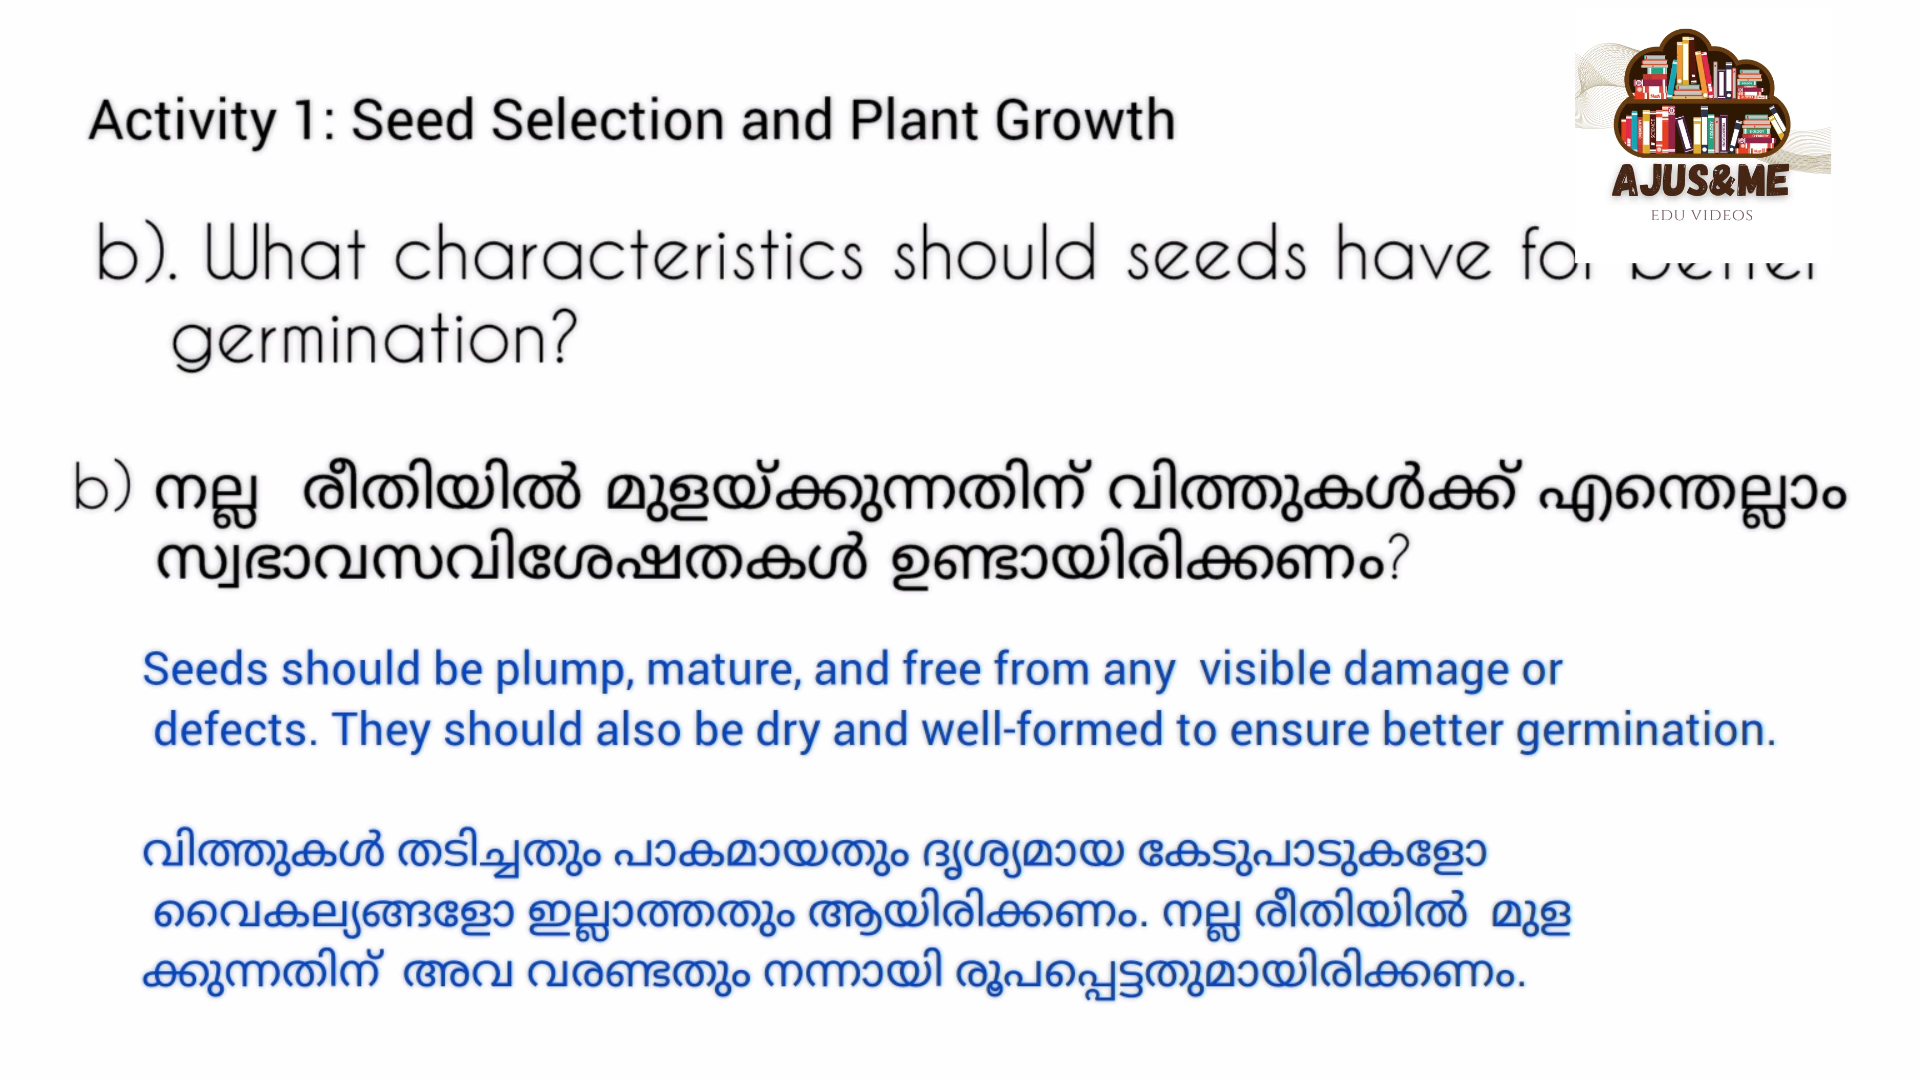 AJUS&ME
EDU VIDEOS
Activity 1: Seed Selection and Plant Growth
b). What characteristics should seeds have for better
germination?
b) നല്ല രീതിയിൽ മുളയ്ക്കുന്നതിന് വിത്തുകൾക്ക് എന്തെല്ലാം
സ്വഭാവസവിശേഷതകൾ ഉണ്ടായിരിക്കണം?
Seeds should be plump, mature, and free from any visible damage or
defects. They should also be dry and well-formed to ensure better germination.
വിത്തുകൾ തടിച്ചതും പാകമായതും ദൃശ്യമായ കേടുപാടുകളോ
വൈകല്യങ്ങളോ ഇല്ലാത്തതും ആയിരിക്കണം. നല്ല രീതിയിൽ മുള
ക്കുന്നതിന് അവ വരണ്ടതും നന്നായി രൂപപ്പെട്ടതുമായിരിക്കണം.